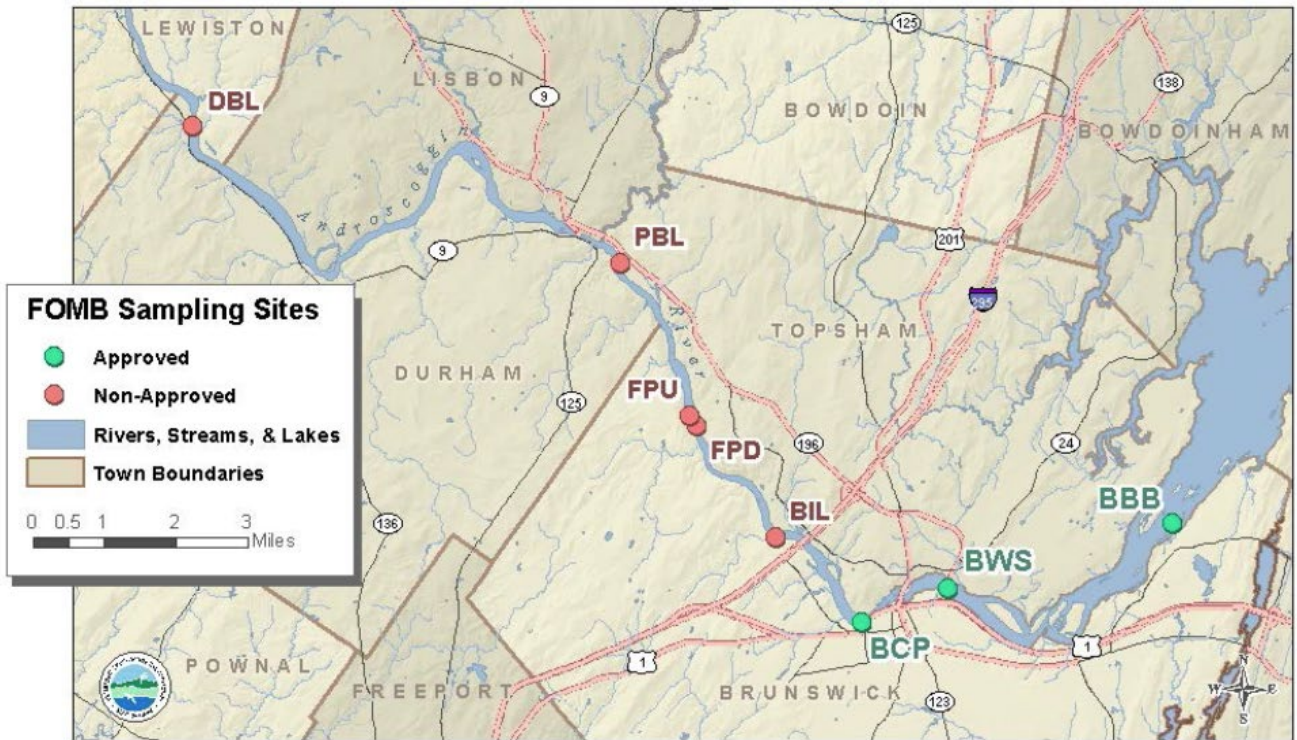 LEWISTON
125
LISBON
138
DBL
9
BOWDOIN
BOWDOINHAM
Androscoggin
9
PBL
201
295
River
TOPSHAM
FOMB Sampling Sites
Approved
Non-Approved
Rivers, Streams, & Lakes
Town Boundaries
0 0.5 1 2 3
Miles
DURHAM
125
FPU
FPD
196
24
BIL
BBB
136
BWS
BCP
1
1
POWNAL
FREEPORT
BRUNSWICK
123
N
W E
S